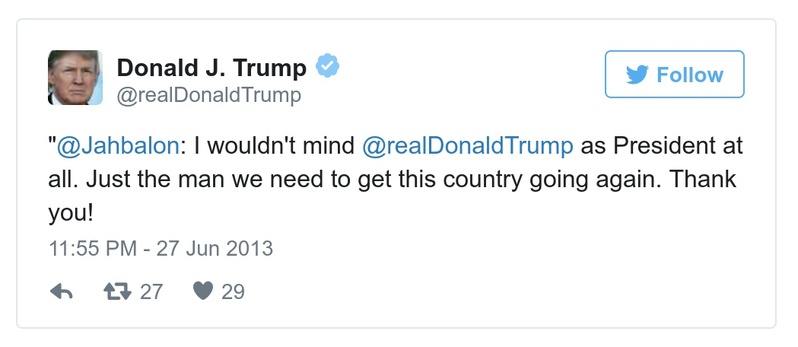 Donald J. Trump
@realDonaldTrump
Follow
"@Jahbalon: I wouldn't mind @realDonaldTrump as President at
all. Just the man we need to get this country going again. Thank
you!
11:55 PM - 27 Jun 2013
27 29